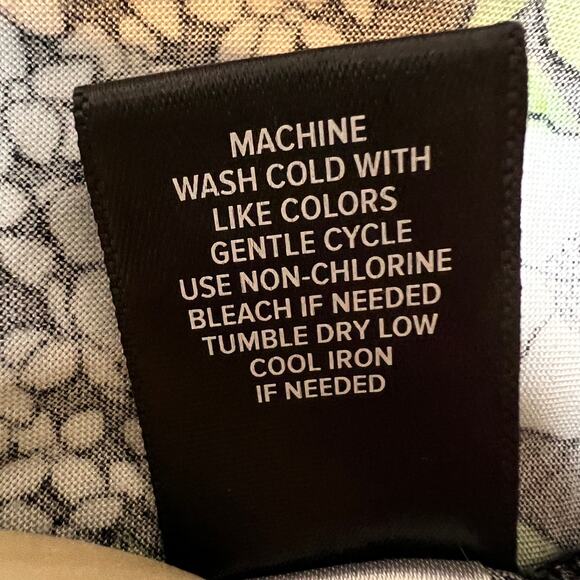 MACHINE
WASH COLD WITH
LIKE COLORS
GENTLE CYCLE
USE NON-CHLORINE
BLEACH IF NEEDED
TUMBLE DRY LOW
COOL IRON
IF NEEDED